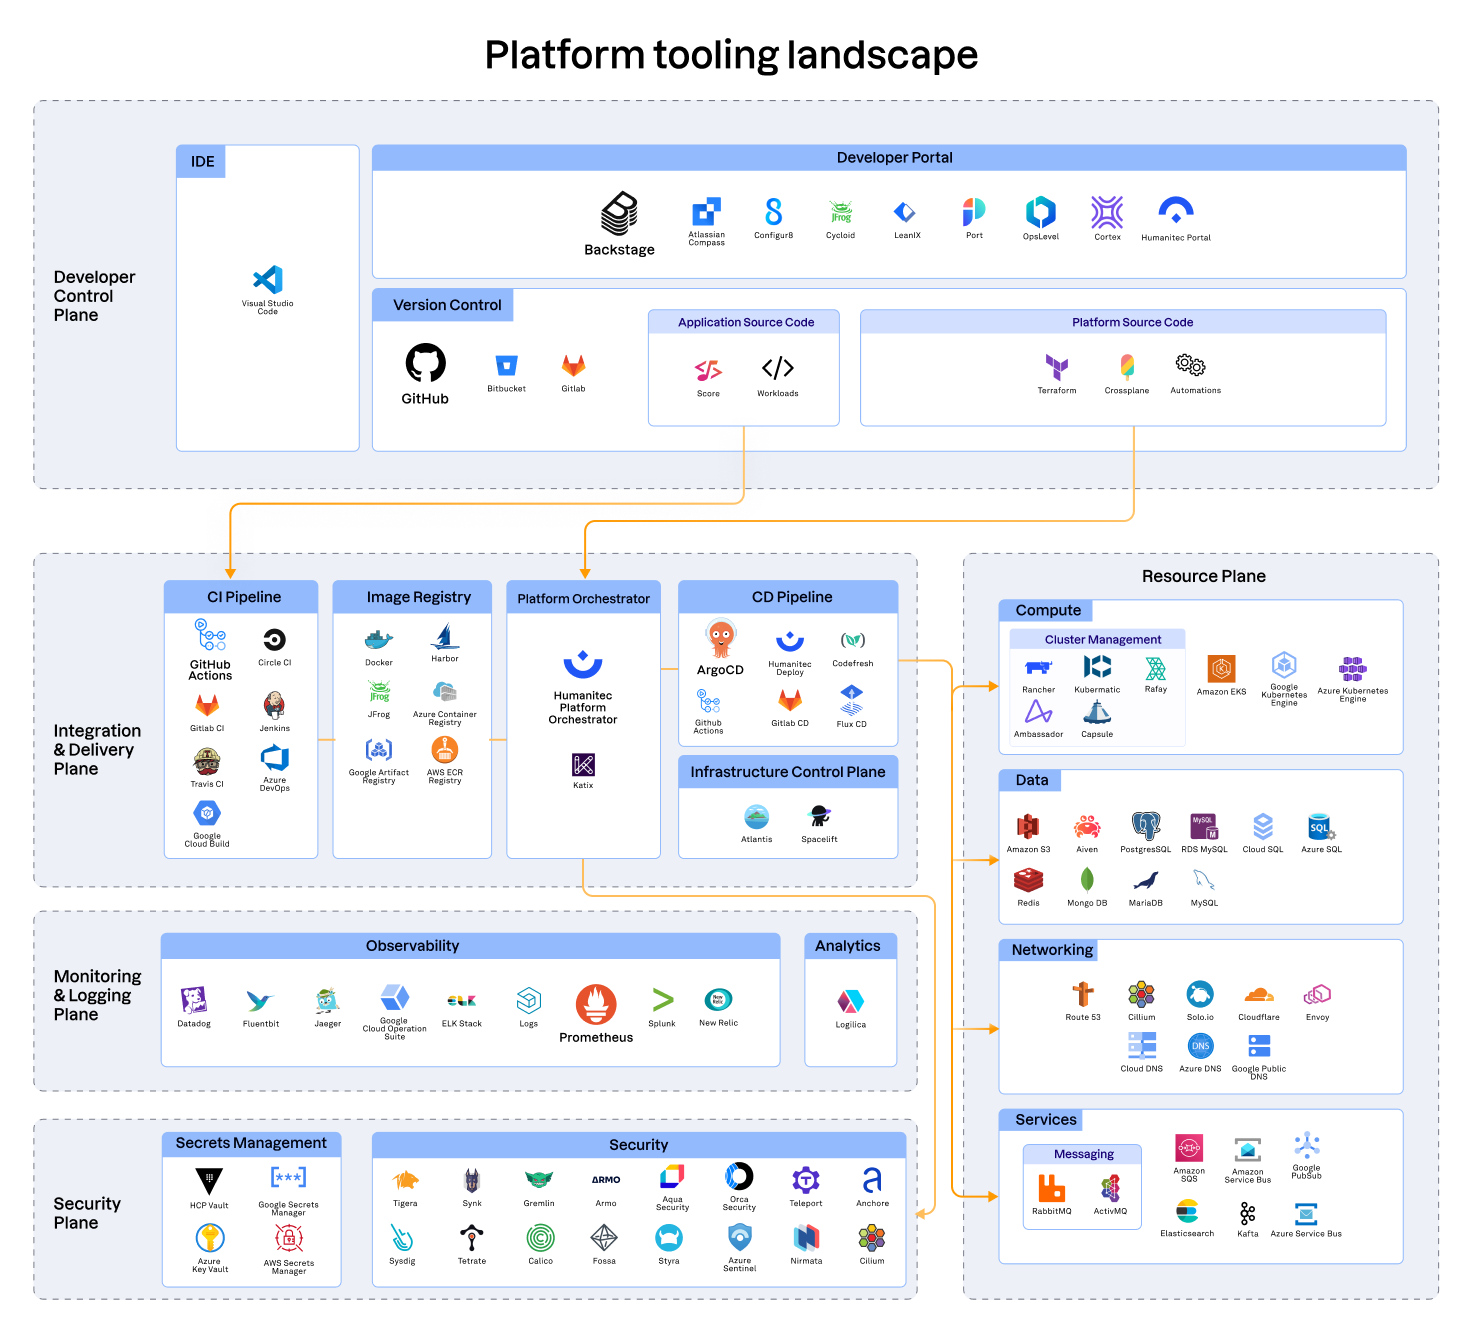 Platform tooling landscape
Developer
Control
Plane
IDE
Visual Studio
Code
Developer Portal
Backstage
Atlassian
Compass
Configur8
JFrog
Cycloid
LeanIX
Port
OpsLevel
Cortex
Humanitec Portal
Version Control
GitHub
Bitbucket
Gitlab
Application Source Code
Score
Workloads
Platform Source Code
Terraform
Crossplane
Automations
Integration
& Delivery
Plane
CI Pipeline
GitHub
Actions
Circle CI
Gitlab CI
Jenkins
Travis CI
Azure
DevOps
Google
Cloud Build
Image Registry
Docker
Harbor
JFrog
JFrog
Azure Container
Registry
Google Artifact
Registry
AWS ECR
Registry
Platform Orchestrator
Humanitec
Platform
Orchestrator
Katix
CD Pipeline
ArgoCD
Humanitec
Deploy
Codefresh
Github
Actions
Gitlab CD
Flux CD
Infrastructure Control Plane
Atlantis
Spacelift
Monitoring
& Logging
Plane
Observability
Datadog
Fluentbit
Jaeger
Google
Cloud Operation
Suite
ELK
ELK Stack
Logs
Prometheus
Splunk
New
Relic
New Relic
Analytics
Logilica
Security
Plane
Secrets Management
HCP Vault
[***]
Google Secrets
Manager
Azure
Key Vault
AWS Secrets
Manager
Security
Tigera
Synk
Gremlin
ARMO
Armo
Aqua
Security
Orca
Security
Teleport
Anchore
Sysdig
Tetrate
Calico
Fossa
Styra
Azure
Sentinel
Nirmata
Cilium
Resource Plane
Compute
Cluster Management
Rancher
Kubermatic
Rafay
Ambassador
Capsule
Amazon EKS
Google
Kubernetes
Engine
Azure Kubernetes
Engine
Data
Amazon S3
Aiven
PostgresSQL
MySQL
RDS MySQL
Cloud SQL
SQL
Azure SQL
Redis
Mongo DB
MariaDB
MySQL
Networking
Route 53
Cillium
Solo.io
Cloudflare
Envoy
Cloud DNS
DNS
Azure DNS
Google Public
DNS
Services
Messaging
RabbitMQ
ActivMQ
Amazon
SQS
Amazon
Service Bus
Google
PubSub
Elasticsearch
Kafta
Azure Service Bus